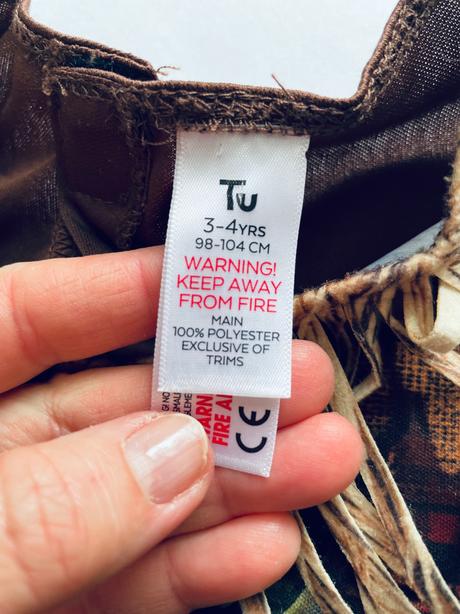 Tu
3-4YRS
98-104 CM
WARNING!
KEEP AWAY
FROM FIRE
MAIN
100% POLYESTER
EXCLUSIVE OF
TRIMS
CE